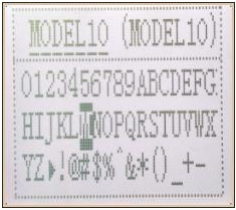 MODEL10 (MODEL10)
0123456789ABCDEFG
HIJKLMNOPQRSTUVWX
YZ▶!@#$%^&*()_+-